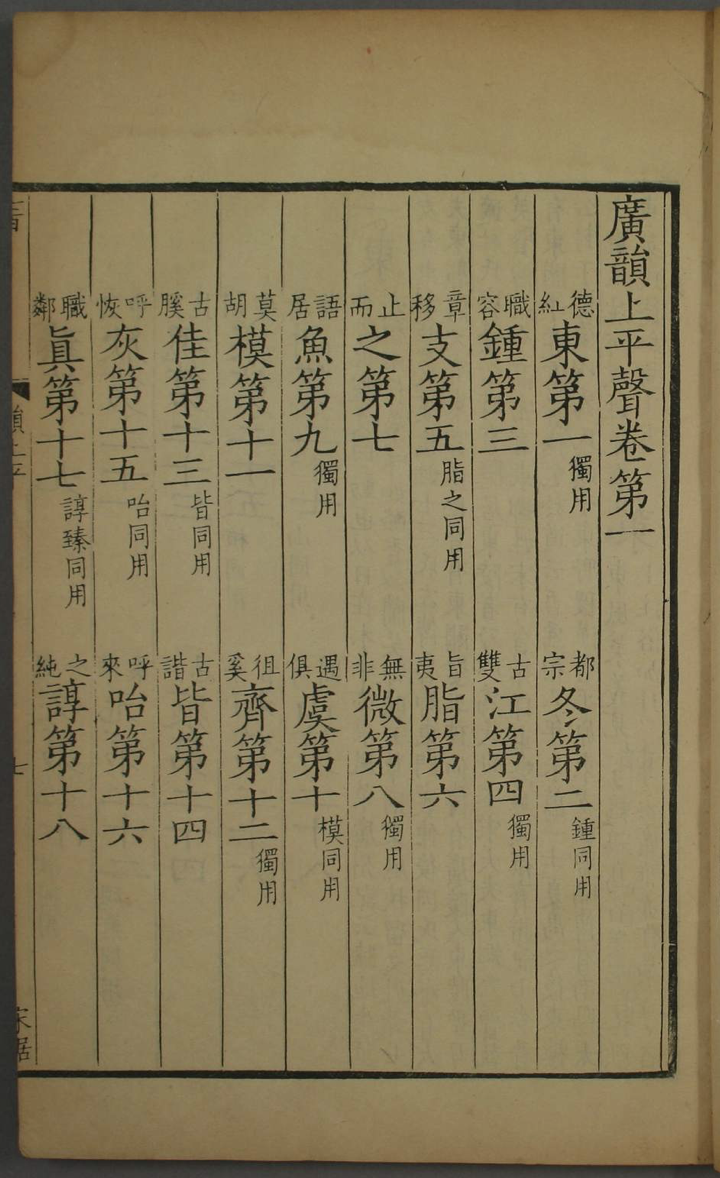 廣韻上平聲卷第一
德紅東第一獨用 都宗冬第二鍾同用
職容鍾第三 古雙江第四獨用
章移支第五脂之同用 旨夷脂第六
止而之第七 無非微第八獨用
語居魚第九獨用 遇俱虞第十模同用
莫胡模第十一 徂奚齊第十二獨用
古膎佳第十三皆同用 古諧皆第十四
呼恢灰第十五咍同用 呼來咍第十六
職鄰眞第十七諄臻同用 之純諄第十八